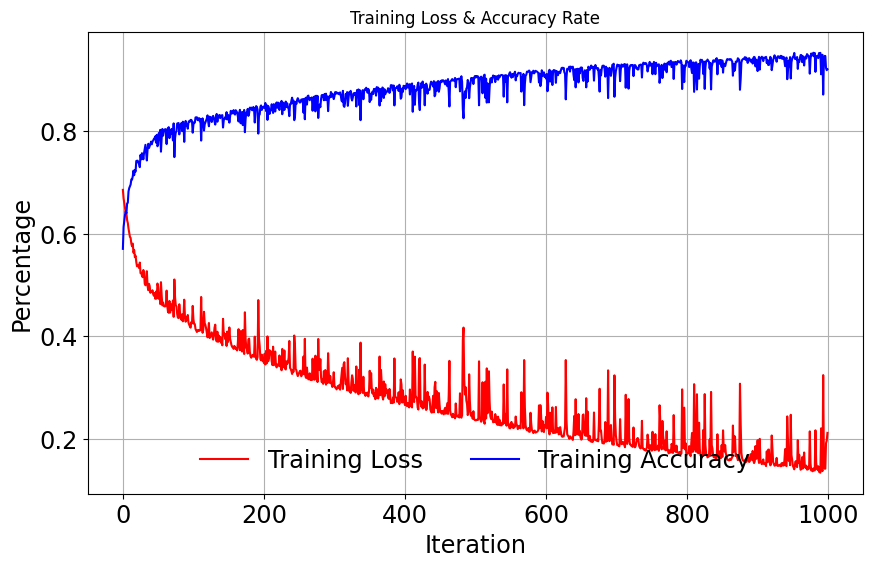 Training Loss & Accuracy Rate
Percentage
0.8
0.6
0.4
0.2
Training Loss
Training Accuracy
0 200 400 600 800 1000
Iteration